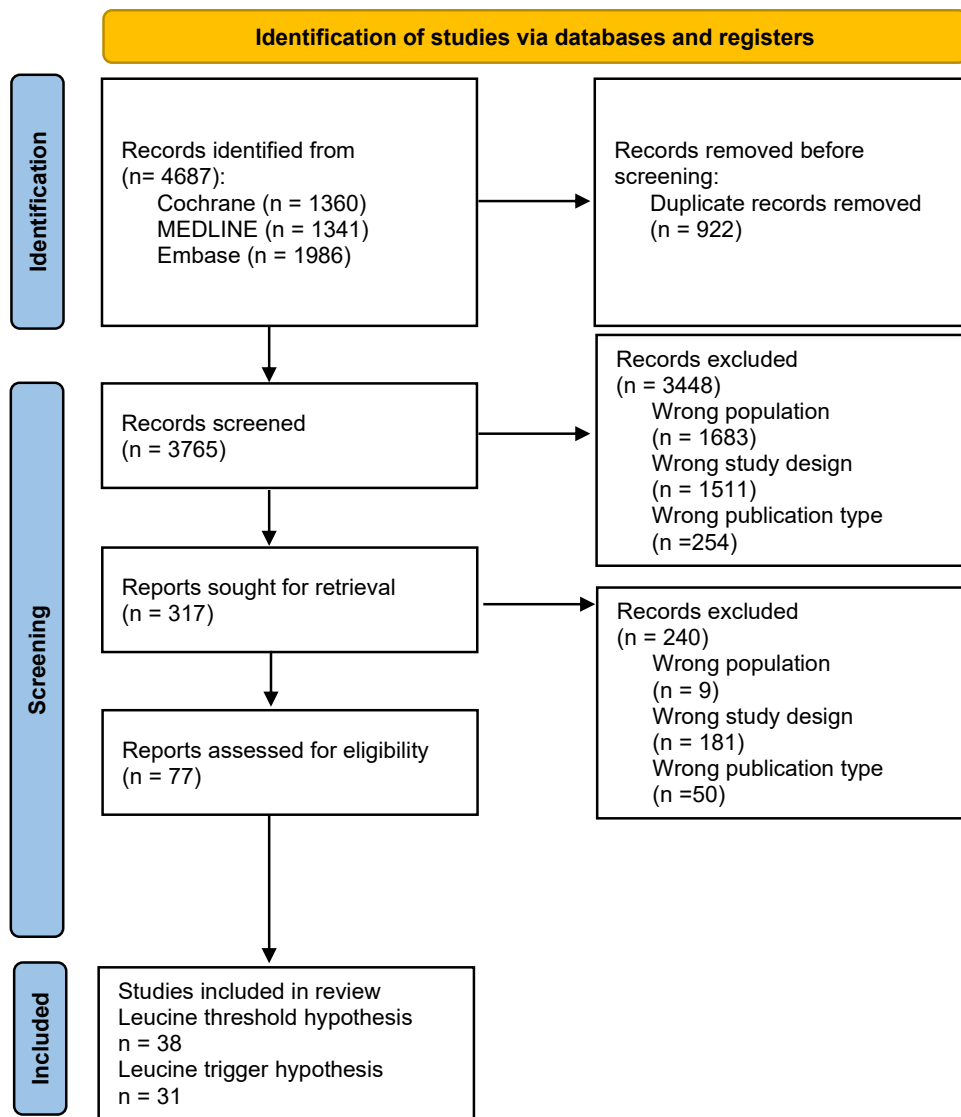 Identification of studies via databases and registers
Identification
Records identified from
(n= 4687):
Cochrane (n = 1360)
MEDLINE (n = 1341)
Embase (n = 1986)
Records removed before
screening:
Duplicate records removed
(n = 922)
Screening
Records screened
(n = 3765)
Records excluded
(n = 3448)
Wrong population
(n = 1683)
Wrong study design
(n = 1511)
Wrong publication type
(n =254)
Reports sought for retrieval
(n = 317)
Records excluded
(n = 240)
Wrong population
(n = 9)
Wrong study design
(n = 181)
Wrong publication type
(n =50)
Reports assessed for eligibility
(n = 77)
Included
Studies included in review
Leucine threshold hypothesis
n = 38
Leucine trigger hypothesis
n = 31